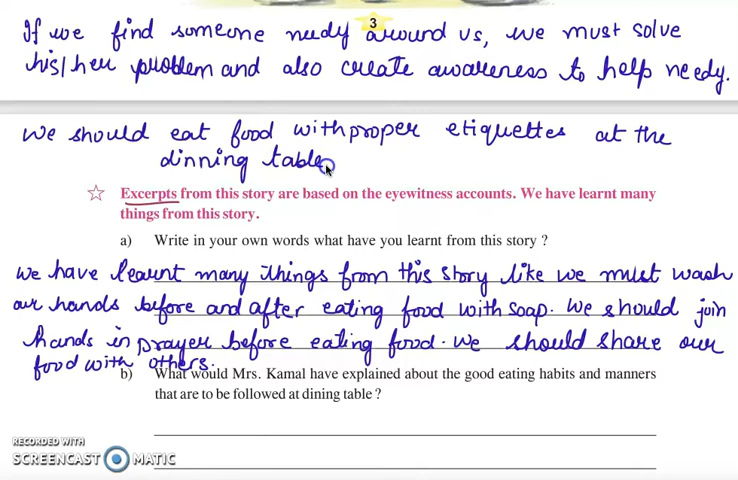 3
If we find someone needy around us, we must solve
his/her problem and also create awareness to help needy.
we should eat food with proper etiquettes at the
dinning table
☆ Excerpts from this story are based on the eyewitness accounts. We have learnt many
things from this story.
a) Write in your own words what have you learnt from this story ?
we have learnt many things from this story like we must wash
our hands before and after eating food with soap. We should join
hands in prayer before eating food. We should share our
food with others.
b) What would Mrs. Kamal have explained about the good eating habits and manners
that are to be followed at dining table ?
RECORDED WITH
SCREENCAST MATIC